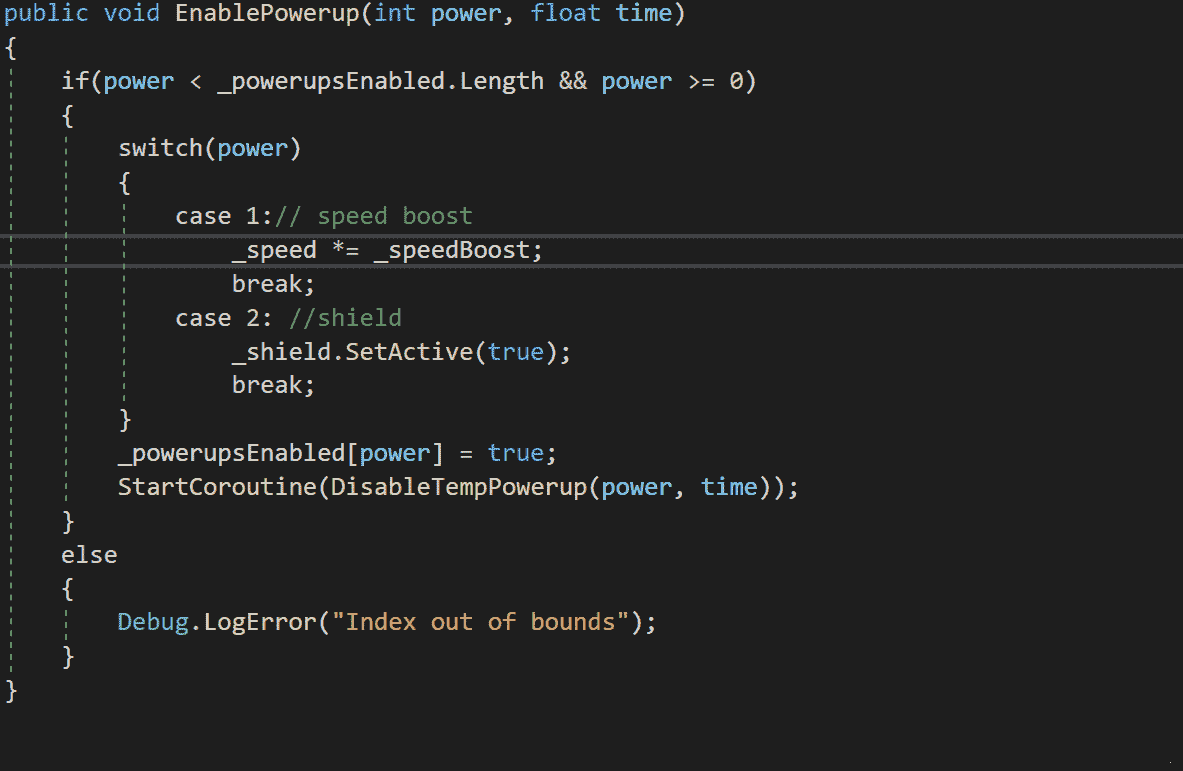 public void EnablePowerup(int power, float time)
{
    if(power < _powerupsEnabled.Length && power >= 0)
    {
        switch(power)
        {
            case 1:// speed boost
                _speed *= _speedBoost;
                break;
            case 2: //shield
                _shield.SetActive(true);
                break;
        }
        _powerupsEnabled[power] = true;
        StartCoroutine(DisableTempPowerup(power, time));
    }
    else
    {
        Debug.LogError("Index out of bounds");
    }
}